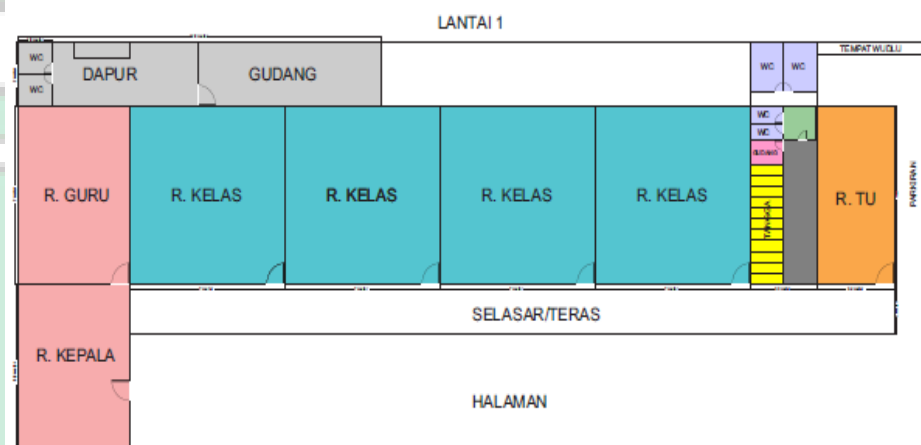 LANTAI 1
TEMPAT WUDLU
WC
DAPUR
GUDANG
WC
WC
WC
WC
WC
GUDANG
R. GURU
R. KELAS
R. KELAS
R. KELAS
R. KELAS
TANGGA
R. TU
PARKIRAN
SELASAR/TERAS
R. KEPALA
HALAMAN